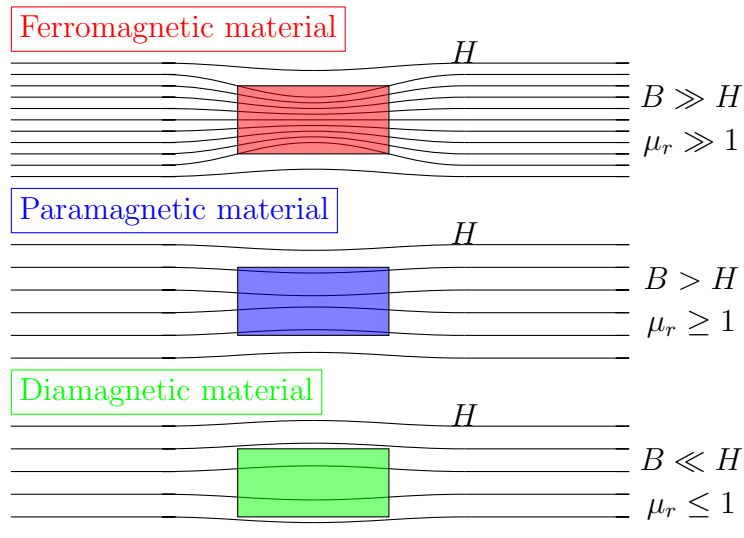 Ferromagnetic material
H
B ≫ H
μr ≫ 1
Paramagnetic material
H
B > H
μr ≥ 1
Diamagnetic material
H
B ≪ H
μr ≤ 1